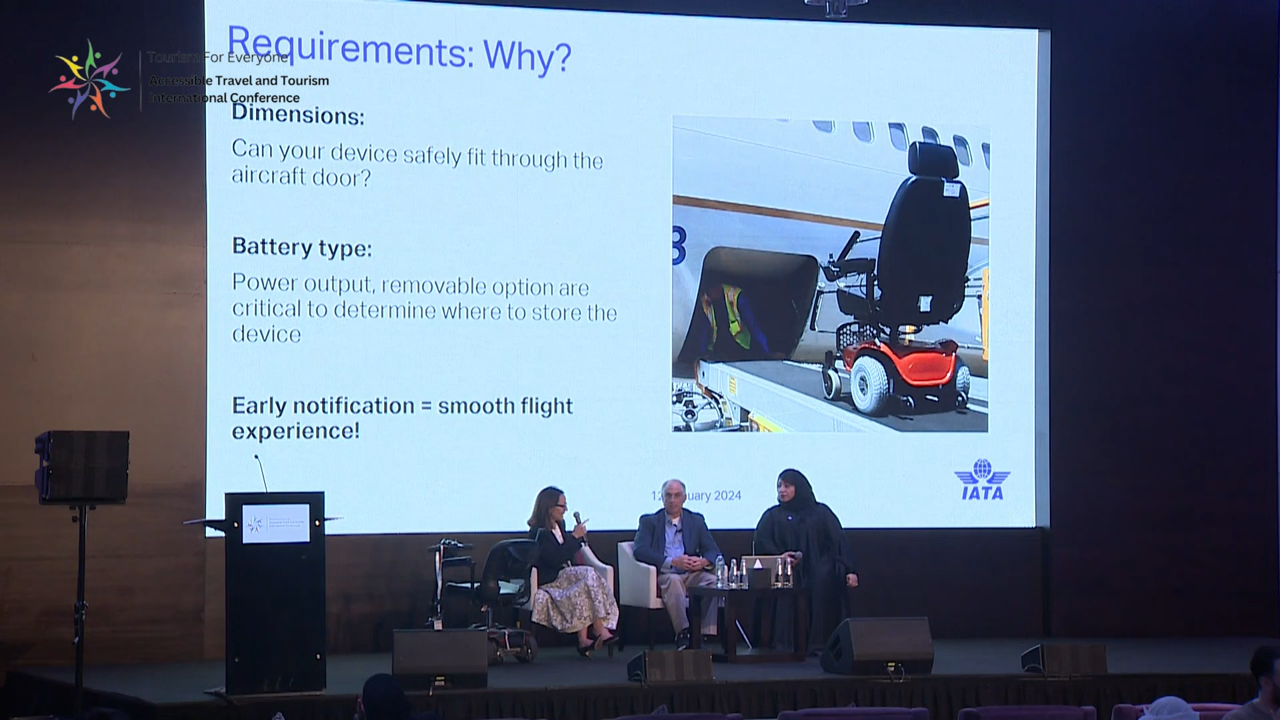 Requirements: Why?
Tourism For Everyone
Accessible Travel and Tourism
International Conference
Dimensions:
Can your device safely fit through the
aircraft door?
Battery type:
Power output, removable option are
critical to determine where to store the
device
Early notification = smooth flight
experience!
2024
IATA